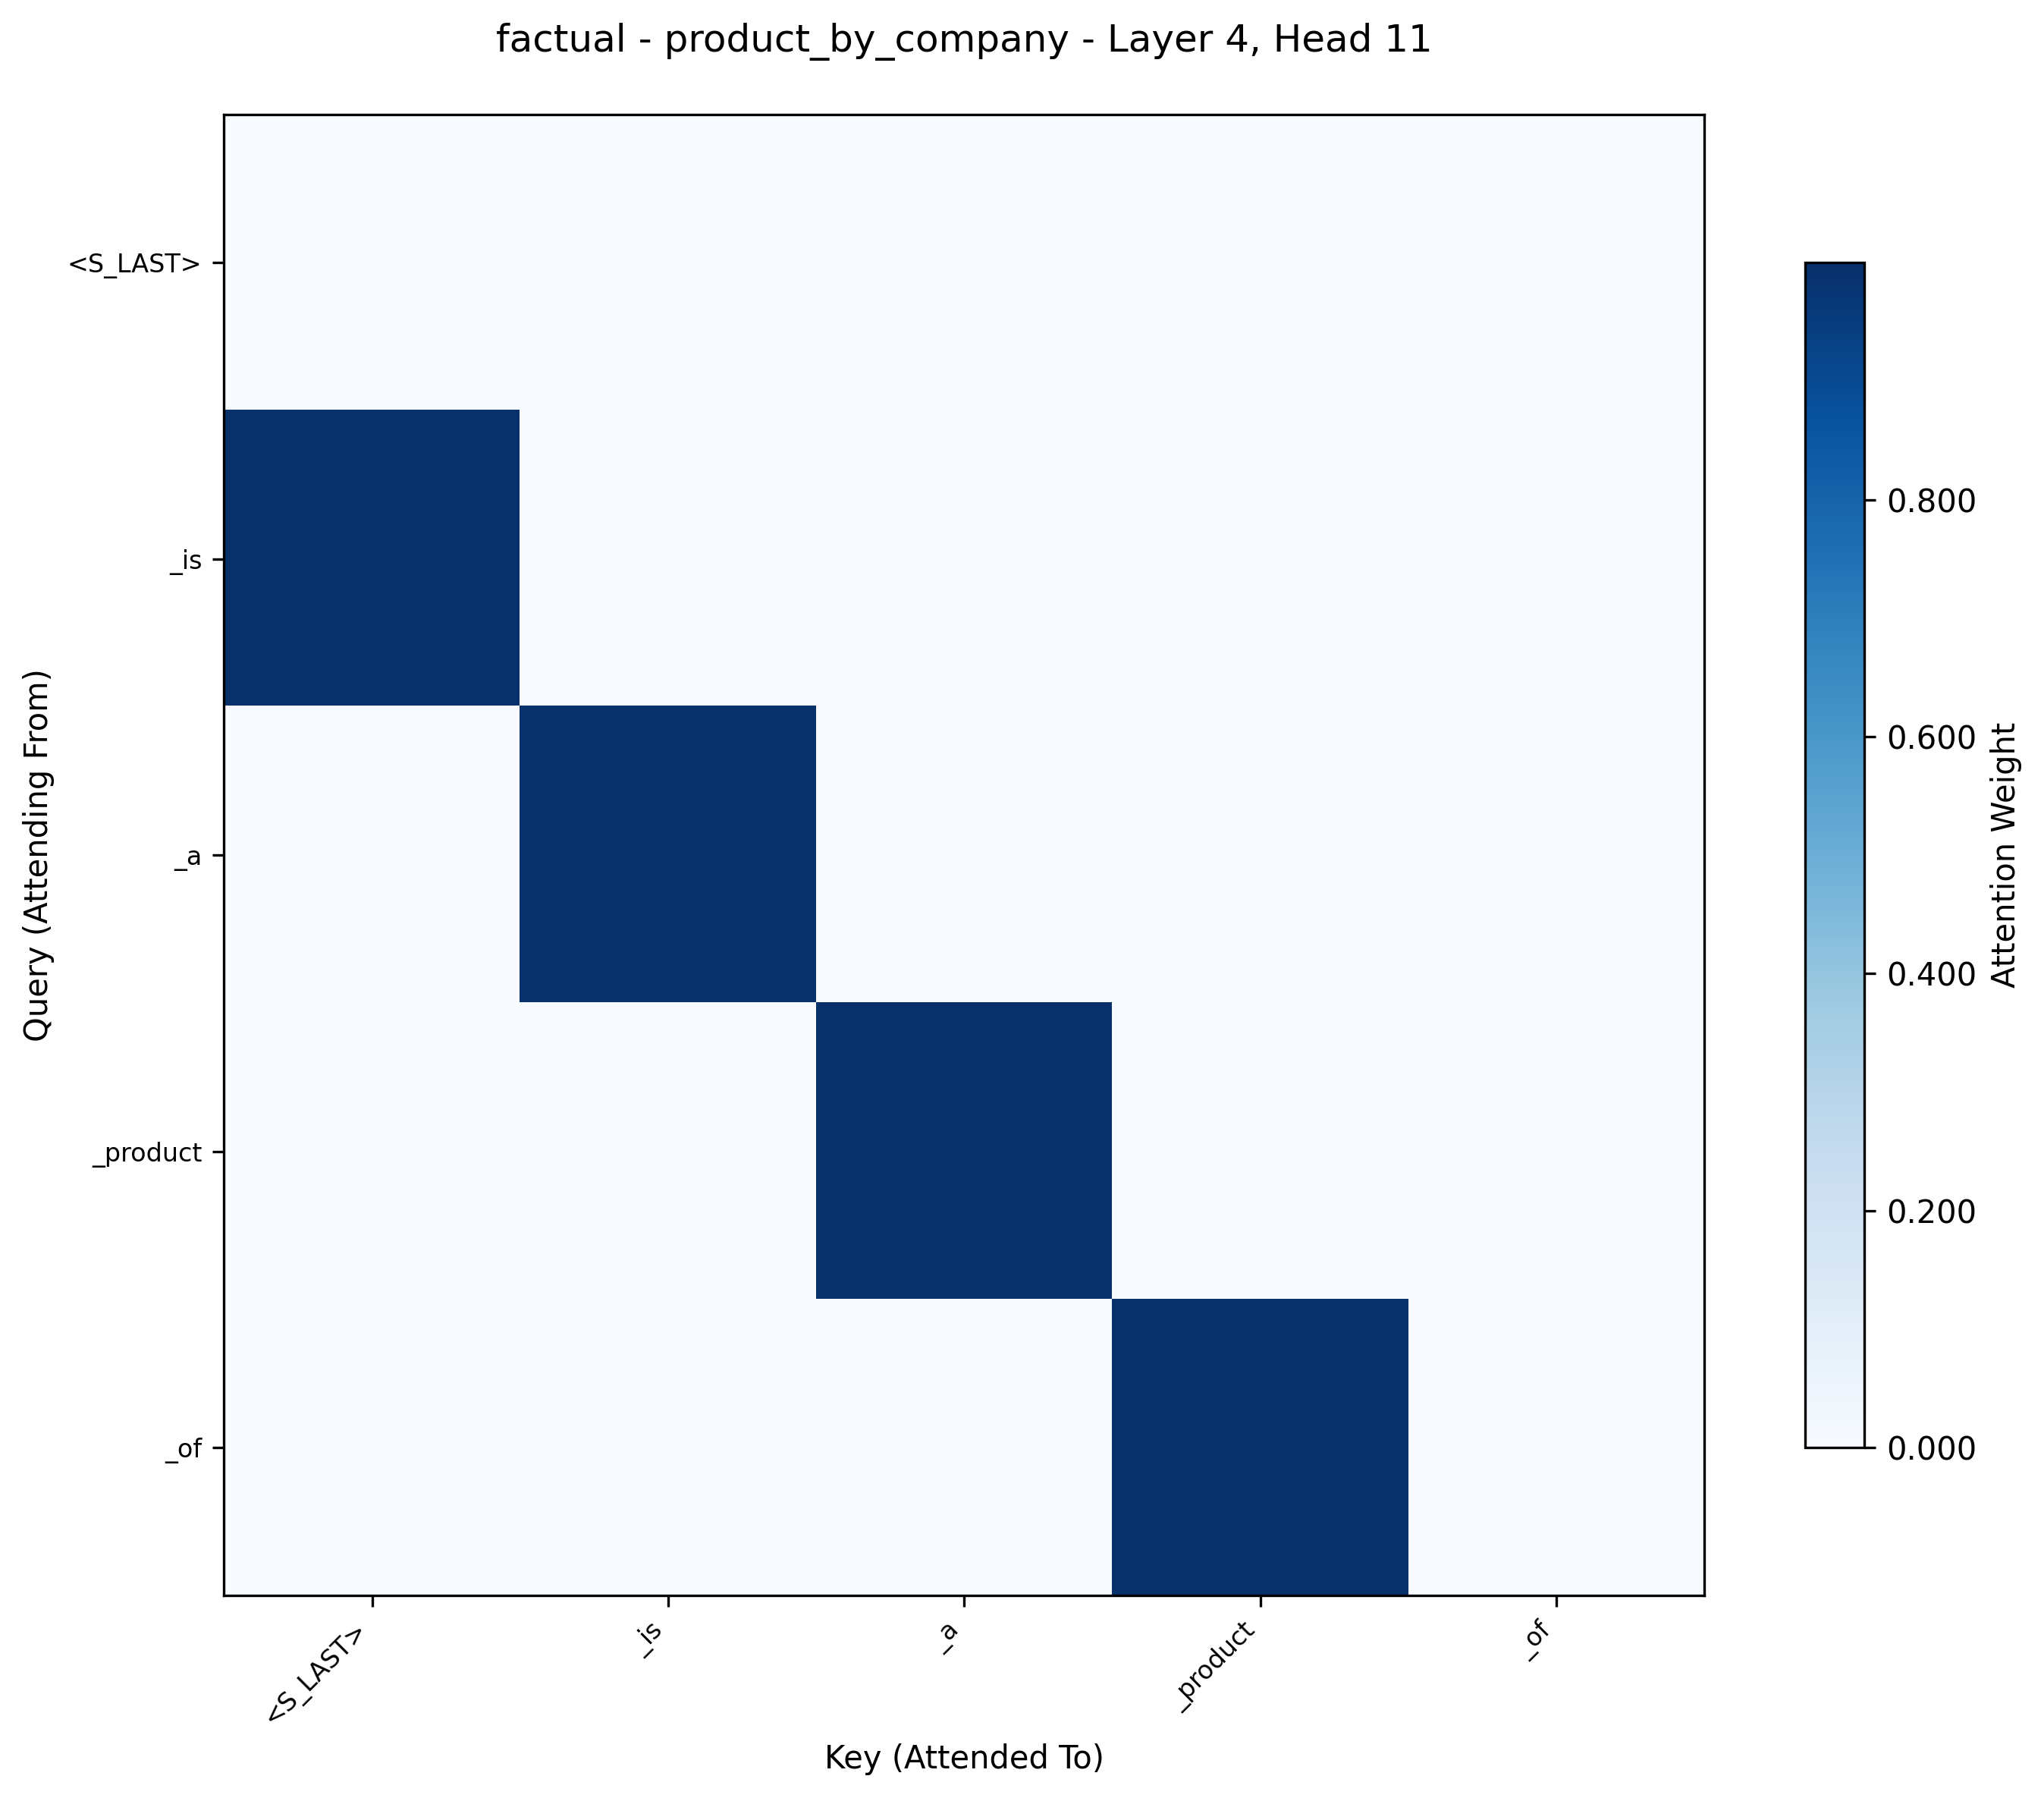 factual - product_by_company - Layer 4, Head 11
Query (Attending From)
<S_LAST>
_is
_a
_product
_of
<S_LAST>
_is
_a
_product
_of
Key (Attended To)
0.800
0.600
0.400
0.200
0.000
Attention Weight